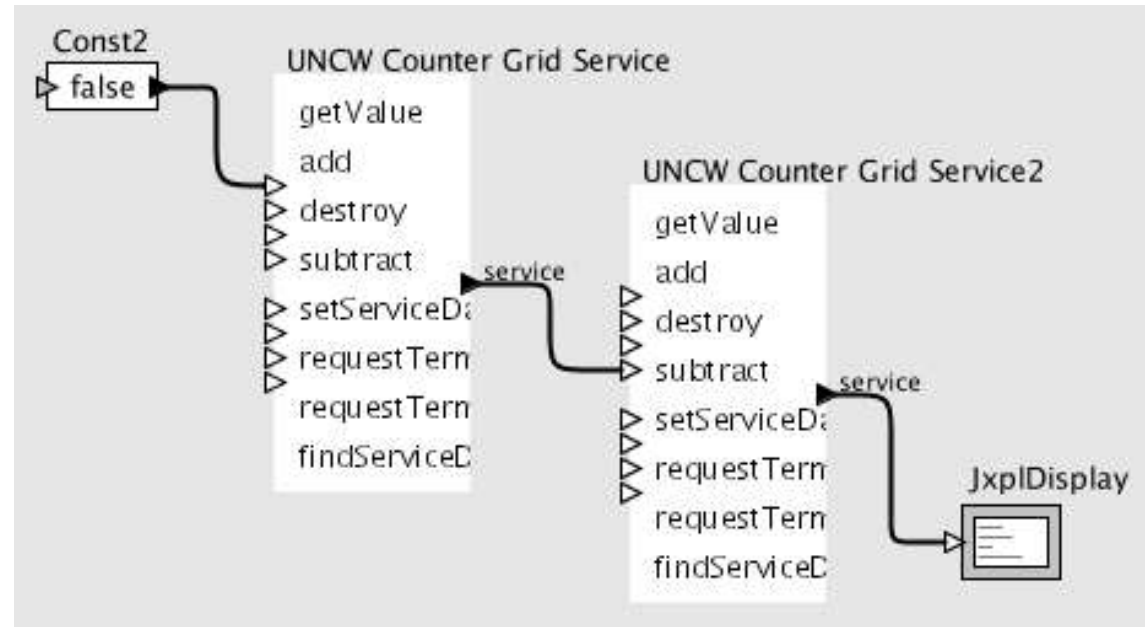 Const2
false
UNCW Counter Grid Service
getValue
add
destroy
subtract
service
setServiceDa
requestTerm
requestTerm
findServiceD
UNCW Counter Grid Service2
getValue
add
destroy
subtract
service
setServiceDa
requestTerm
requestTerm
findServiceD
JxplDisplay